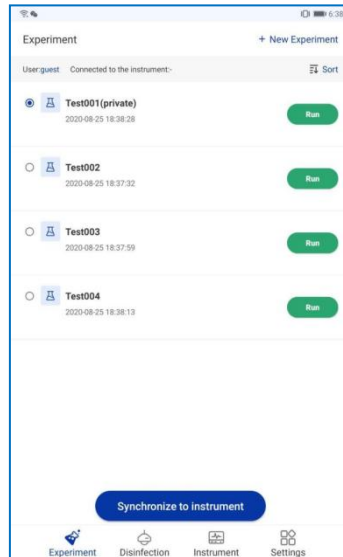 6:38
Experiment
+ New Experiment
User:guest Connected to the instrument:-
Sort
Test001(private)
2020-08-25 18:38:28
Run
Test002
2020-08-25 18:37:32
Run
Test003
2020-08-25 18:37:59
Run
Test004
2020-08-25 18:38:13
Run
Synchronize to instrument
Experiment Disinfection Instrument Settings